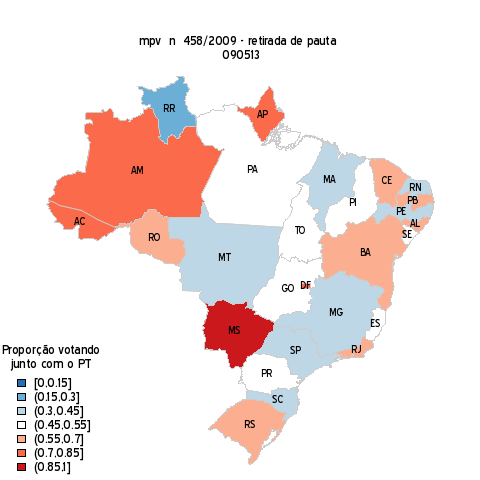 mpv n 458/2009 - retirada de pauta
090513
RR
AP
AM
PA
MA
CE
RN
PB
PI
PE
AL
SE
AC
RO
TO
BA
MT
GO
DF
MG
ES
MS
SP
RJ
PR
SC
RS
Proporção votando
junto com o PT
[0,0.15]
(0.15,0.3]
(0.3,0.45]
(0.45,0.55]
(0.55,0.7]
(0.7,0.85]
(0.85,1]